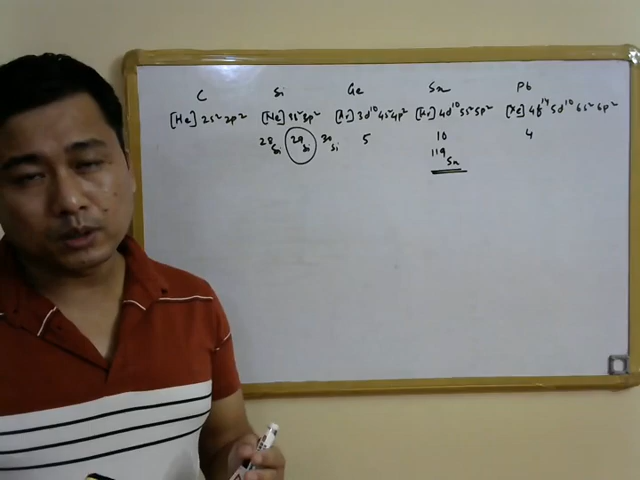 C Si Ge Sn Pb
[He] 2s² 2p² [Ne] 3s² 3p² [Ar] 3d¹⁰ 4s² 4p² [Kr] 4d¹⁰ 5s² 5p² [Xe] 4f¹⁴ 5d¹⁰ 6s² 6p²
²⁸Si ²⁹Si ³⁰Si 5 10 4
¹¹⁹Sn